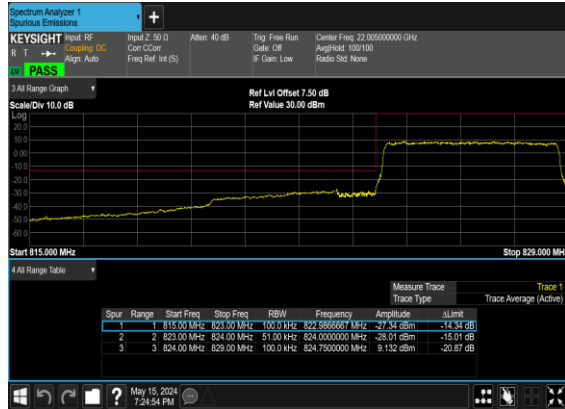 Spectrum Analyzer 1
Spurious Emissions
+
KEYSIGHT Input: RF Input Z: 50 Ω Atten: 40 dB Trig: Free Run Center Freq: 22.005000000 GHz
R T Coupling: DC Corr CCorr Gate: Off Avg|Hold: 100/100
Align: Auto Freq Ref: Int (S) IF Gain: Low Radio Std: None
PASS
3 All Range Graph
Ref Lvl Offset 7.50 dB
Scale/Div 10.0 dB Ref Value 30.00 dBm
Log
20.0
10.0
0.00
-10.0
-20.0
-30.0
-40.0
-50.0
-60.0
Start 815.000 MHz Stop 829.000 MH
4 All Range Table
Measure Trace Trace 1
Trace Type Trace Average (Active)
Spur Range Start Freq Stop Freq RBW Frequency Amplitude ΔLimit
1 1 815.00 MHz 823.00 MHz 100.0 kHz 822.9866667 MHz -27.34 dBm -14.34 dB
2 2 823.00 MHz 824.00 MHz 51.00 kHz 824.0000000 MHz -28.01 dBm -15.01 dB
3 3 824.00 MHz 829.00 MHz 100.0 kHz 824.7500000 MHz 9.132 dBm -20.87 dB
? May 15, 2024
7:24:54 PM